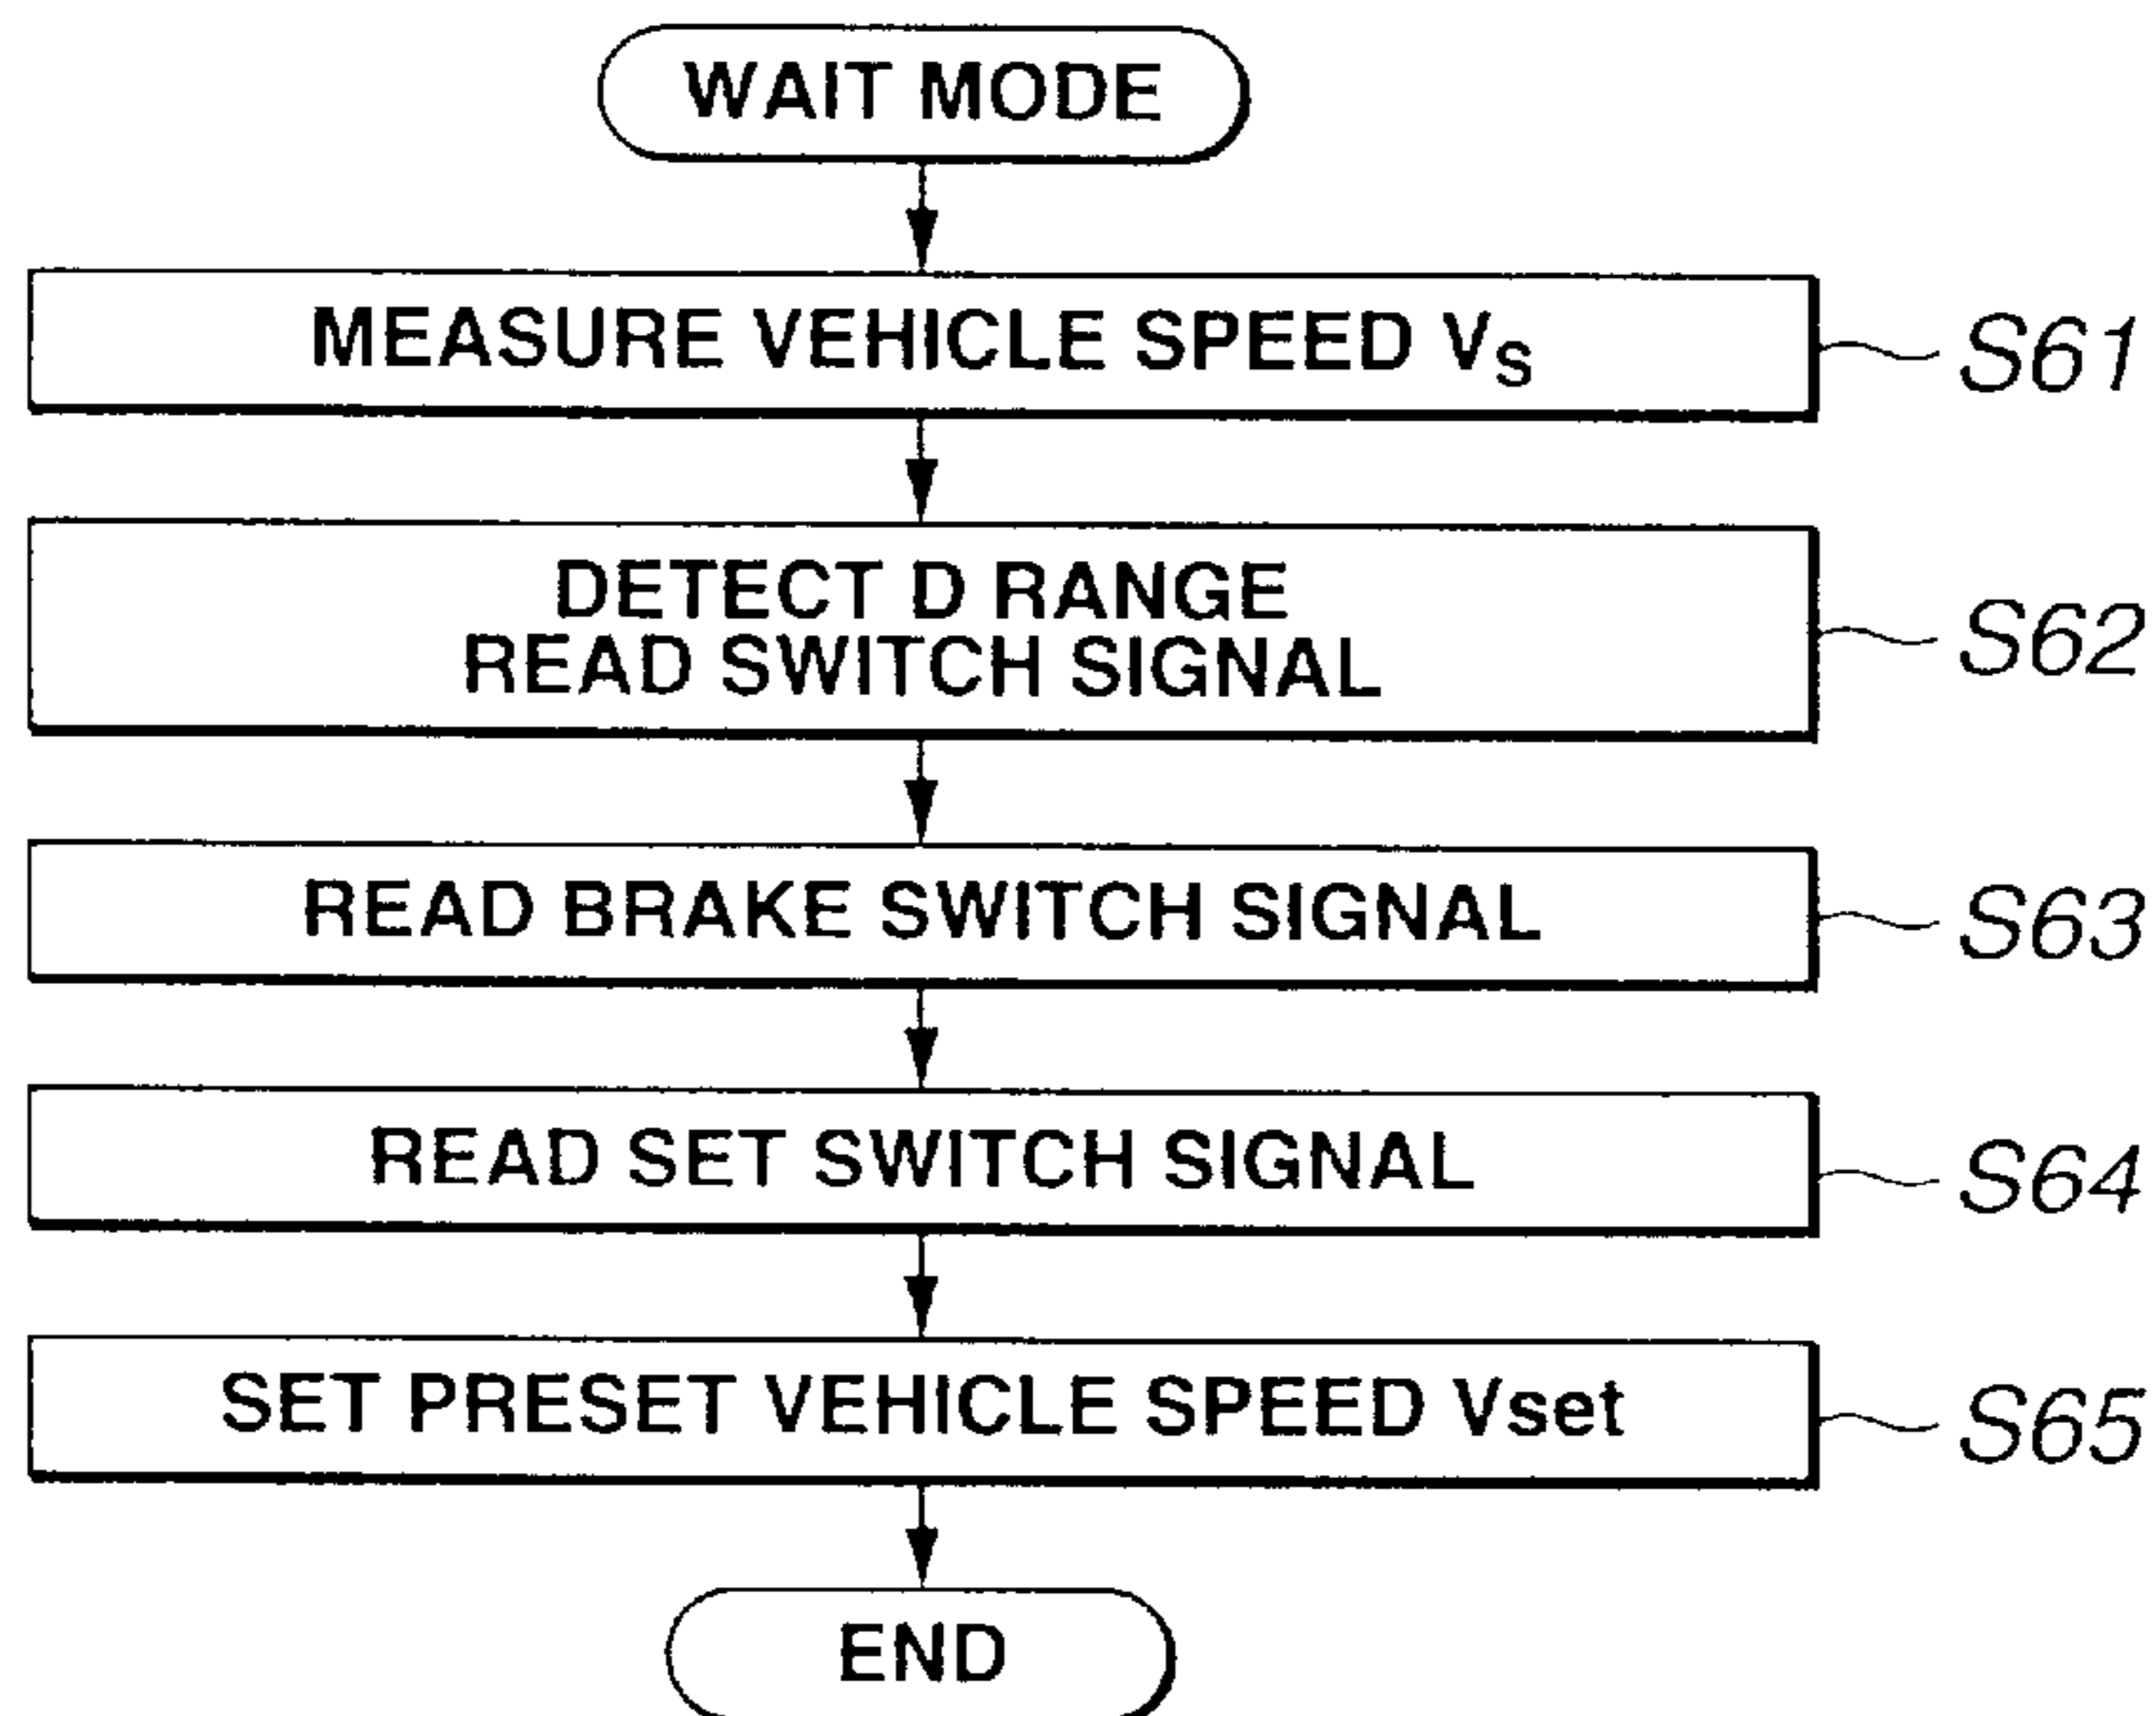 WAIT MODE
MEASURE VEHICLE SPEED VS
S61
DETECT D RANGE
READ SWITCH SIGNAL
S62
READ BRAKE SWITCH SIGNAL
S63
READ SET SWITCH SIGNAL
S64
SET PRESET VEHICLE SPEED Vset
S65
END